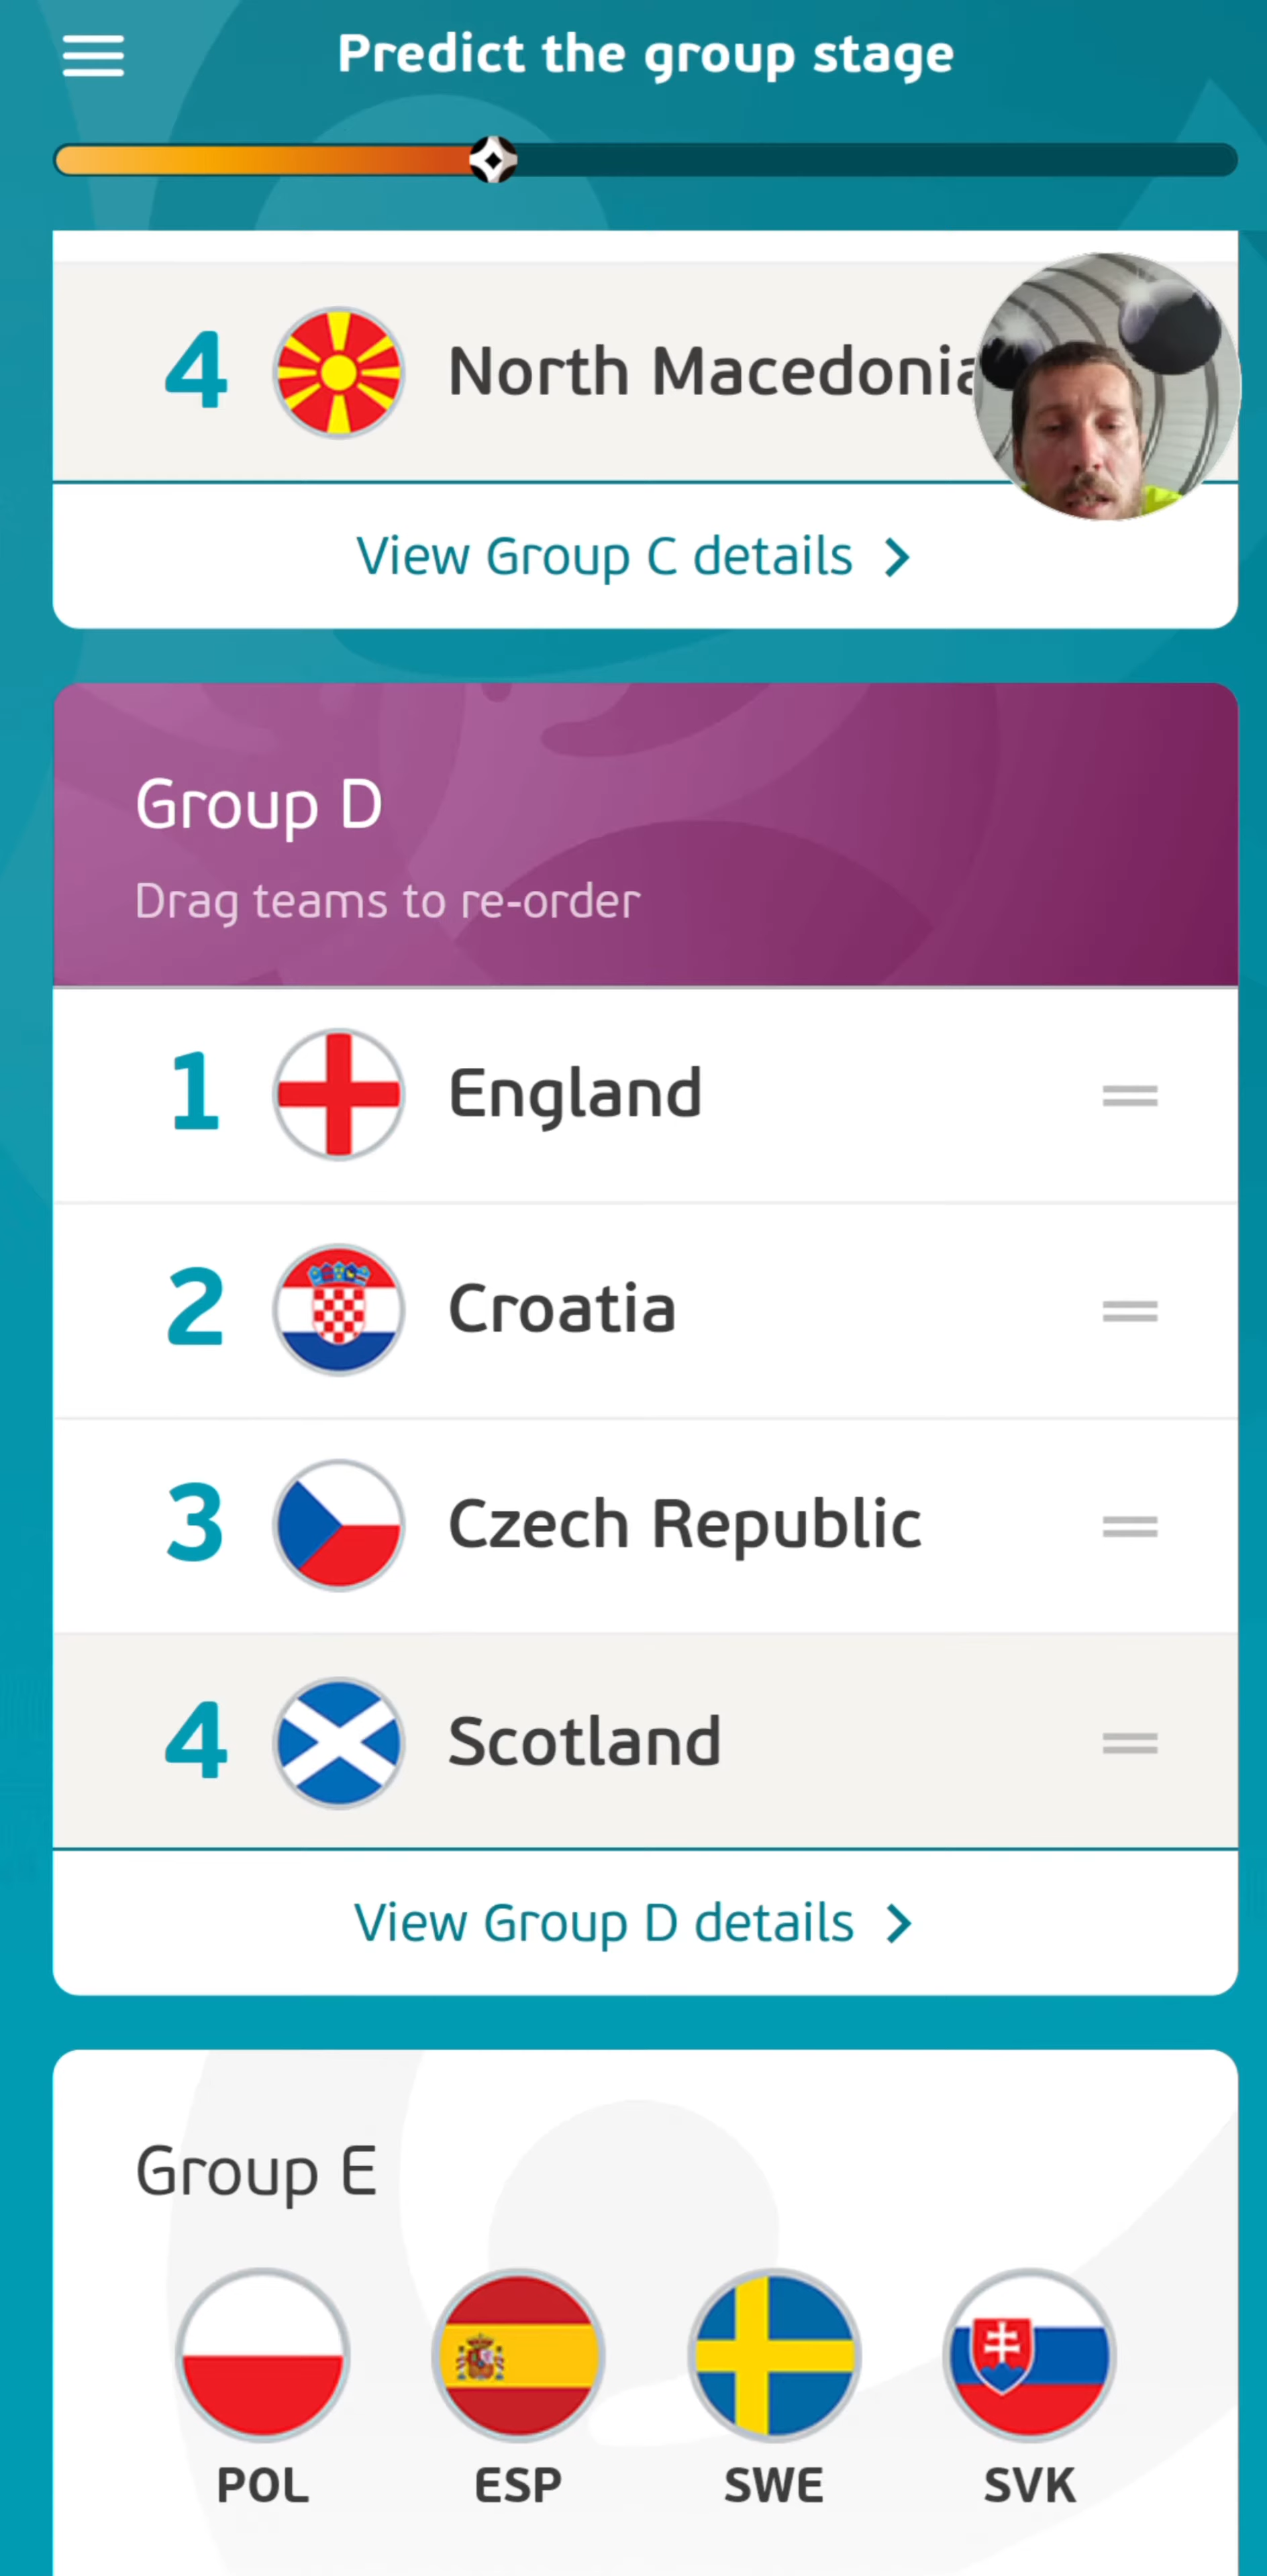 Predict the group stage
4 North Macedonia
View Group C details
Group D
Drag teams to re-order
1 England
2 Croatia
3 Czech Republic
4 Scotland
View Group D details
Group E
POL ESP SWE SVK